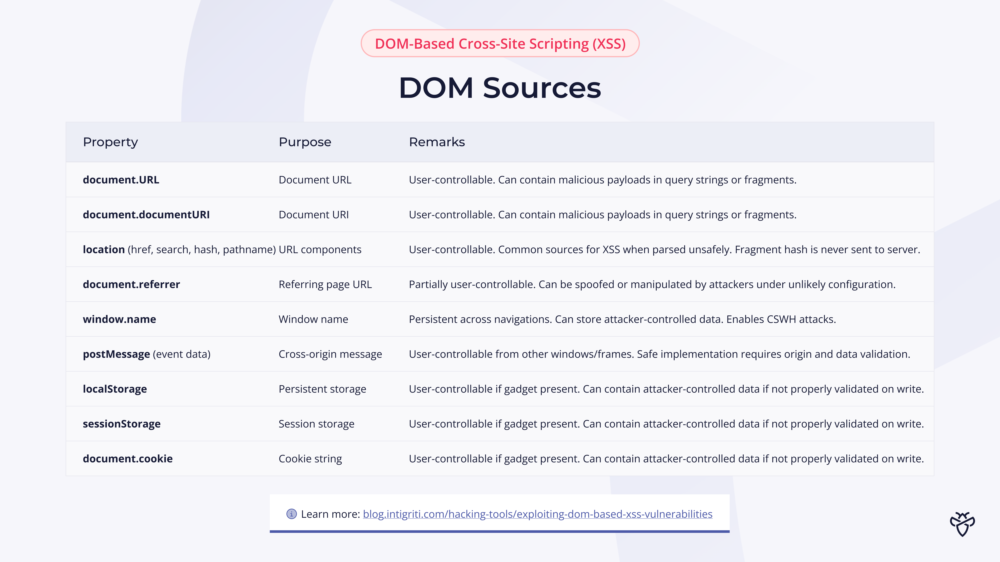 DOM-Based Cross-Site Scripting (XSS)
DOM Sources
Property Purpose Remarks
document.URL Document URL User-controllable. Can contain malicious payloads in query strings or fragments.
document.documentURI Document URI User-controllable. Can contain malicious payloads in query strings or fragments.
location (href, search, hash, pathname) URL components User-controllable. Common sources for XSS when parsed unsafely. Fragment hash is never sent to server.
document.referrer Referring page URL Partially user-controllable. Can be spoofed or manipulated by attackers under unlikely configuration.
window.name Window name Persistent across navigations. Can store attacker-controlled data. Enables CSWH attacks.
postMessage (event data) Cross-origin message User-controllable from other windows/frames. Safe implementation requires origin and data validation.
localStorage Persistent storage User-controllable if gadget present. Can contain attacker-controlled data if not properly validated on write.
sessionStorage Session storage User-controllable if gadget present. Can contain attacker-controlled data if not properly validated on write.
document.cookie Cookie string User-controllable if gadget present. Can contain attacker-controlled data if not properly validated on write.
Learn more: blog.intigriti.com/hacking-tools/exploiting-dom-based-xss-vulnerabilities